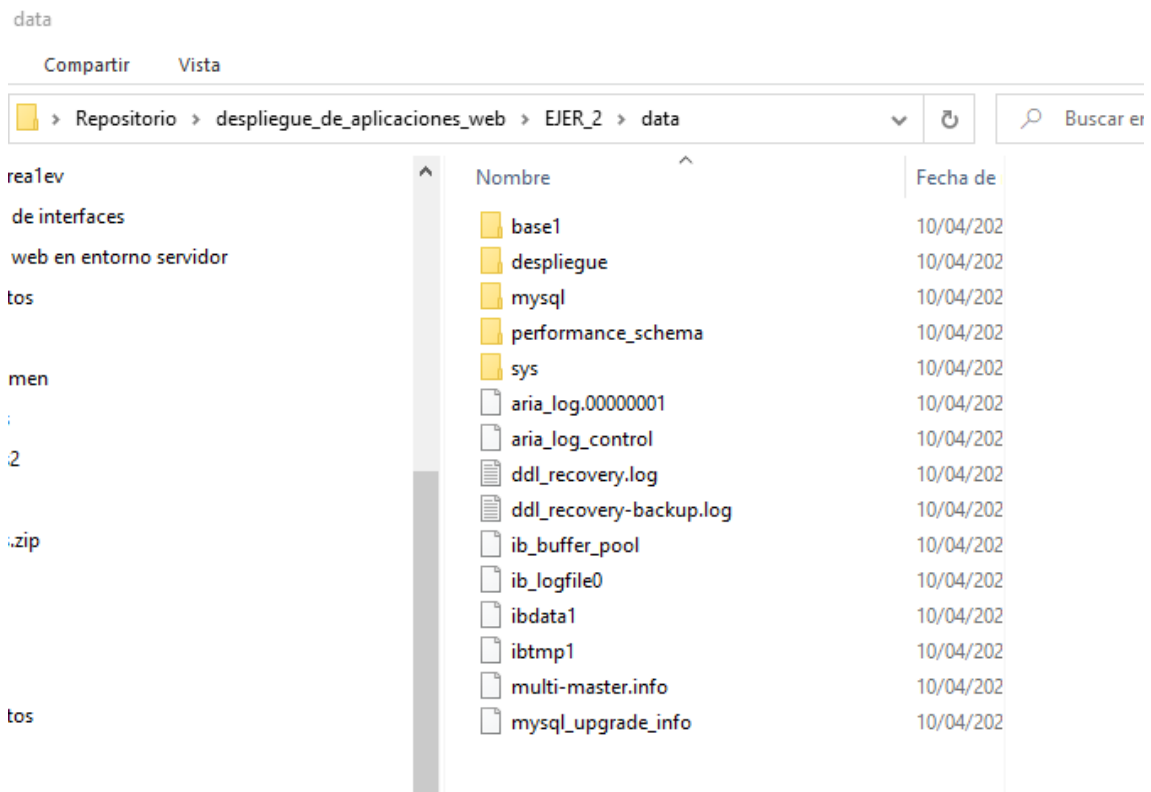 data
Compartir Vista
> Repositorio > despliegue_de_aplicaciones_web > EJER_2 > data
Buscar er
rea1ev
de interfaces
web en entorno servidor
tos
men
s2
s.zip
tos
Nombre Fecha de
base1 10/04/202
despliegue 10/04/202
mysql 10/04/202
performance_schema 10/04/202
sys 10/04/202
aria_log.00000001 10/04/202
aria_log_control 10/04/202
ddl_recovery.log 10/04/202
ddl_recovery-backup.log 10/04/202
ib_buffer_pool 10/04/202
ib_logfile0 10/04/202
ibdata1 10/04/202
ibtmp1 10/04/202
multi-master.info 10/04/202
mysql_upgrade_info 10/04/202